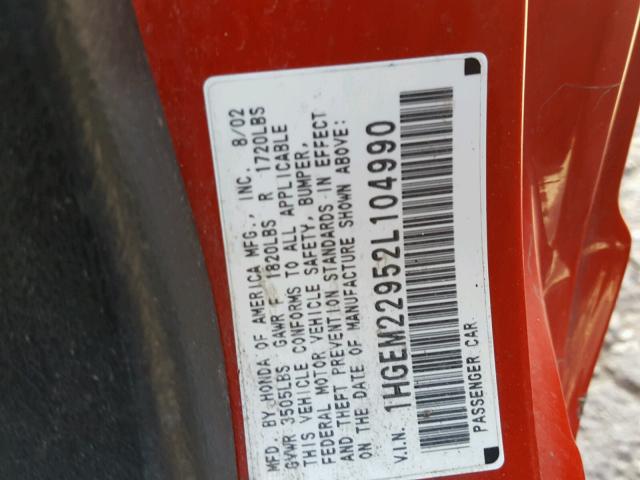 MFD. BY HONDA OF AMERICA MFG., INC. 8/02
GVWR 3505LBS GAWR F 1820LBS R 1720LBS
THIS VEHICLE CONFORMS TO ALL APPLICABLE
FEDERAL MOTOR VEHICLE SAFETY, BUMPER,
AND THEFT PREVENTION STANDARDS IN EFFECT
ON THE DATE OF MANUFACTURE SHOWN ABOVE:
V.I.N. 1HGEM22952L104990
PASSENGER CAR